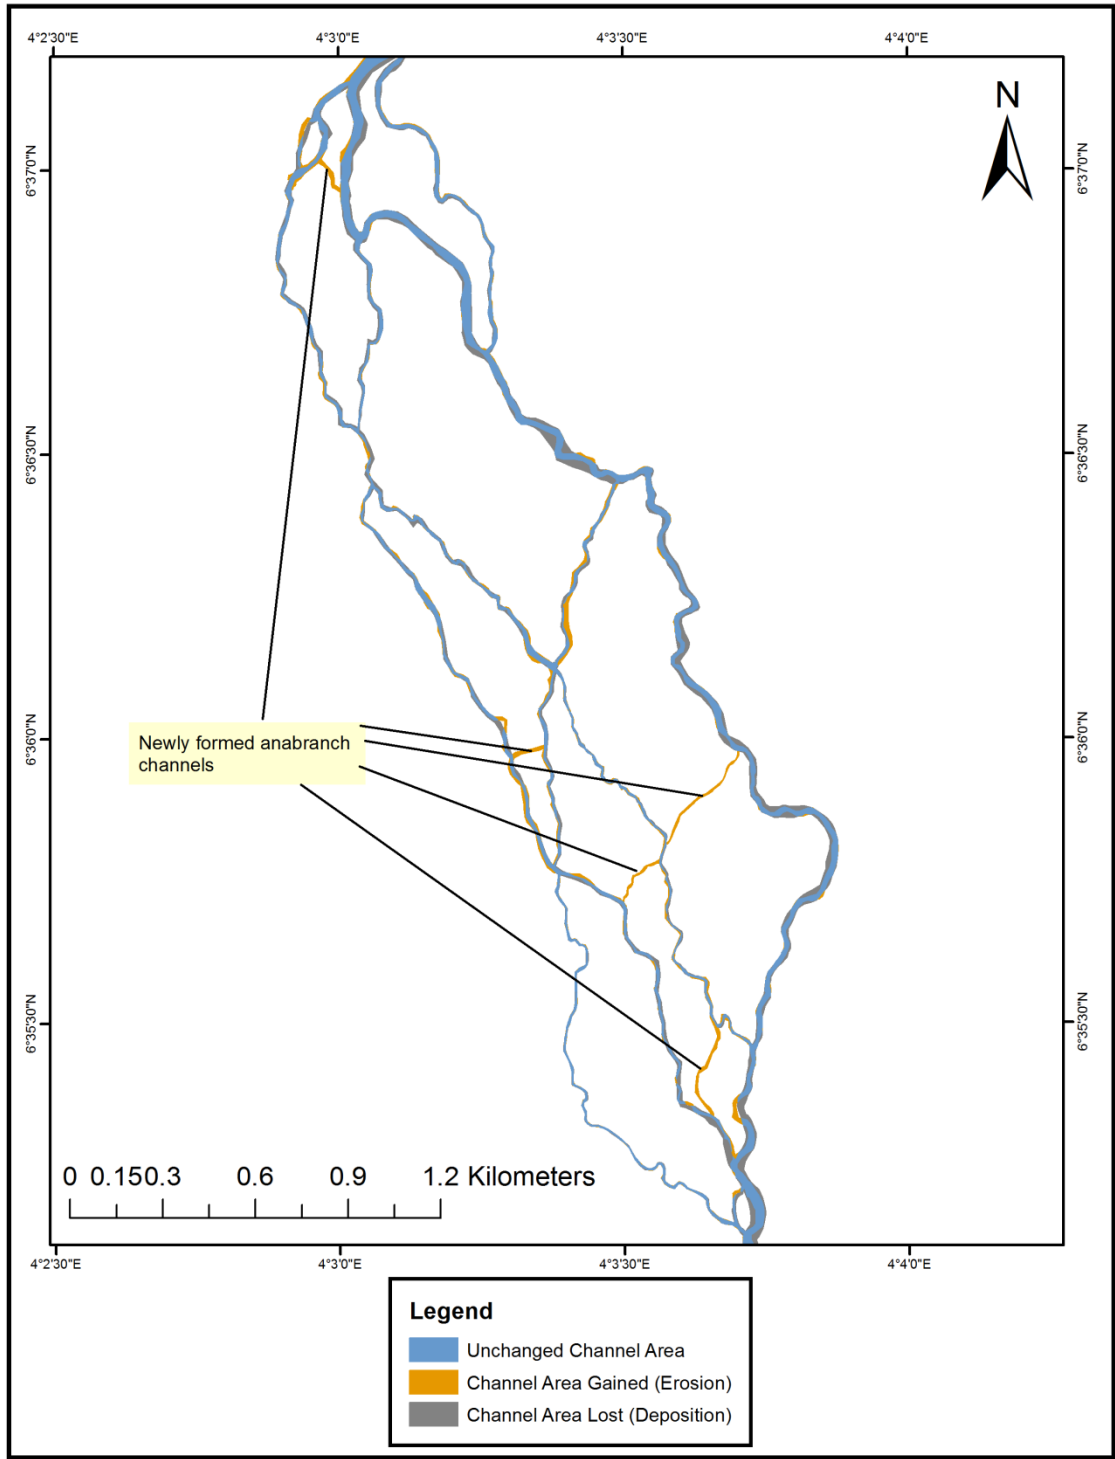 4°2'30"E 4°3'0"E 4°3'30"E 4°4'0"E
N
6°37'0"N 6°37'0"N
6°36'30"N 6°36'30"N
6°36'0"N 6°36'0"N
Newly formed anabranch
channels
6°35'30"N 6°35'30"N
0 0.150.3 0.6 0.9 1.2 Kilometers
4°2'30"E 4°3'0"E 4°3'30"E 4°4'0"E
Legend
Unchanged Channel Area
Channel Area Gained (Erosion)
Channel Area Lost (Deposition)